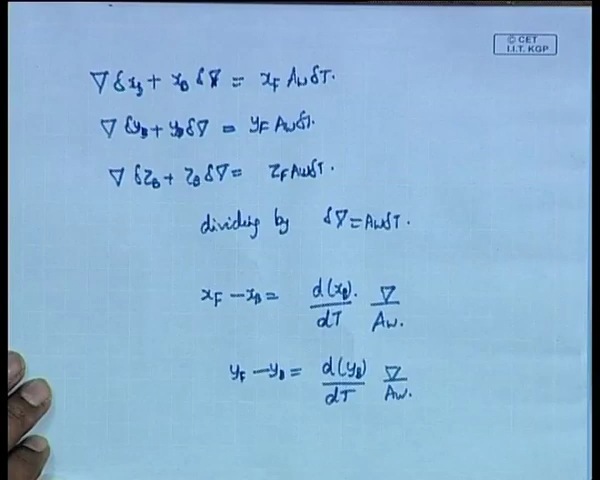 © CET
I.I.T. KGP
∇ δx_B + x_B δ∇ = x_F A_W δT.
∇ δy_B + y_B δ∇ = y_F A_W δT.
∇ δz_B + z_B δ∇ = z_F A_W δT.
dividing by δ∇ = A_W δT.
x_F − x_B = d(x_B)/dT . ∇/A_W.
y_F − y_B = d(y_B)/dT ∇/A_W.